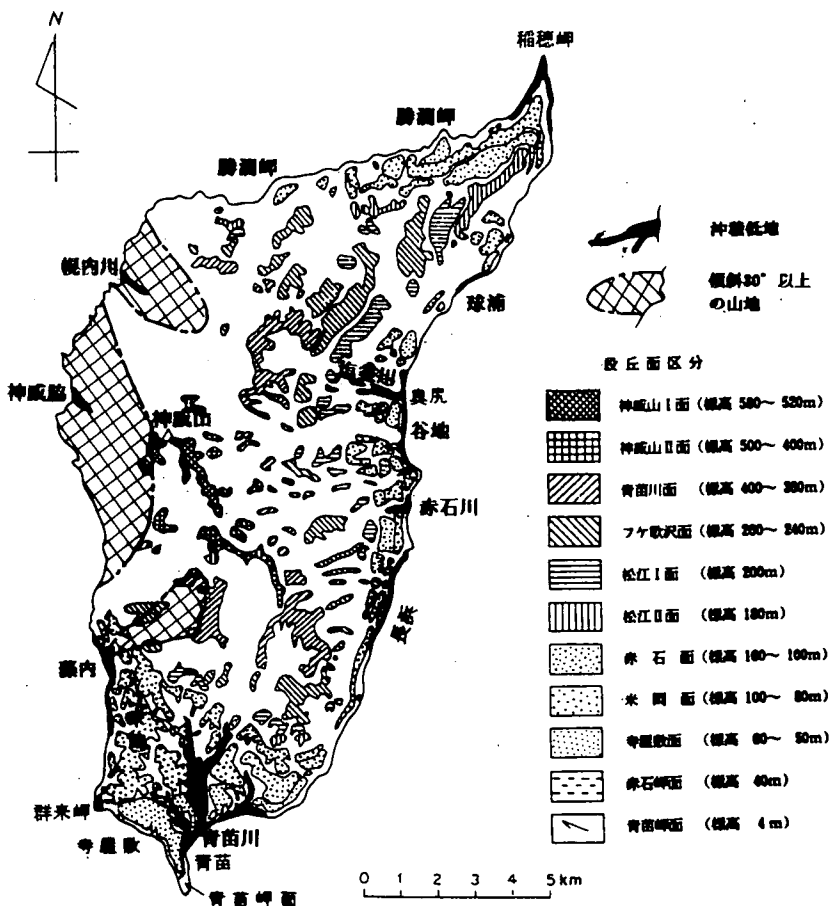 N
稲穂岬
勝澗岬
勝澗岬
幌内川
球浦
神威脇
神威山
奥尻
谷地
赤石川
長浜
藻内
群来岬
寺屋敷
青苗川
青苗
青苗岬面
0 1 2 3 4 5km
沖積低地
傾斜30°以上
の山地
段丘面区分
神威山Ⅰ面(標高 580~520m)
神威山Ⅱ面(標高 500~400m)
青苗川面(標高 400~280m)
フケ歌沢面(標高 260~240m)
松江Ⅰ面(標高 200m)
松江Ⅱ面(標高 180m)
赤石面(標高 160~100m)
米岡面(標高 100~80m)
寺屋敷面(標高 60~50m)
赤石岬面(標高 40m)
青苗岬面(標高 4m)